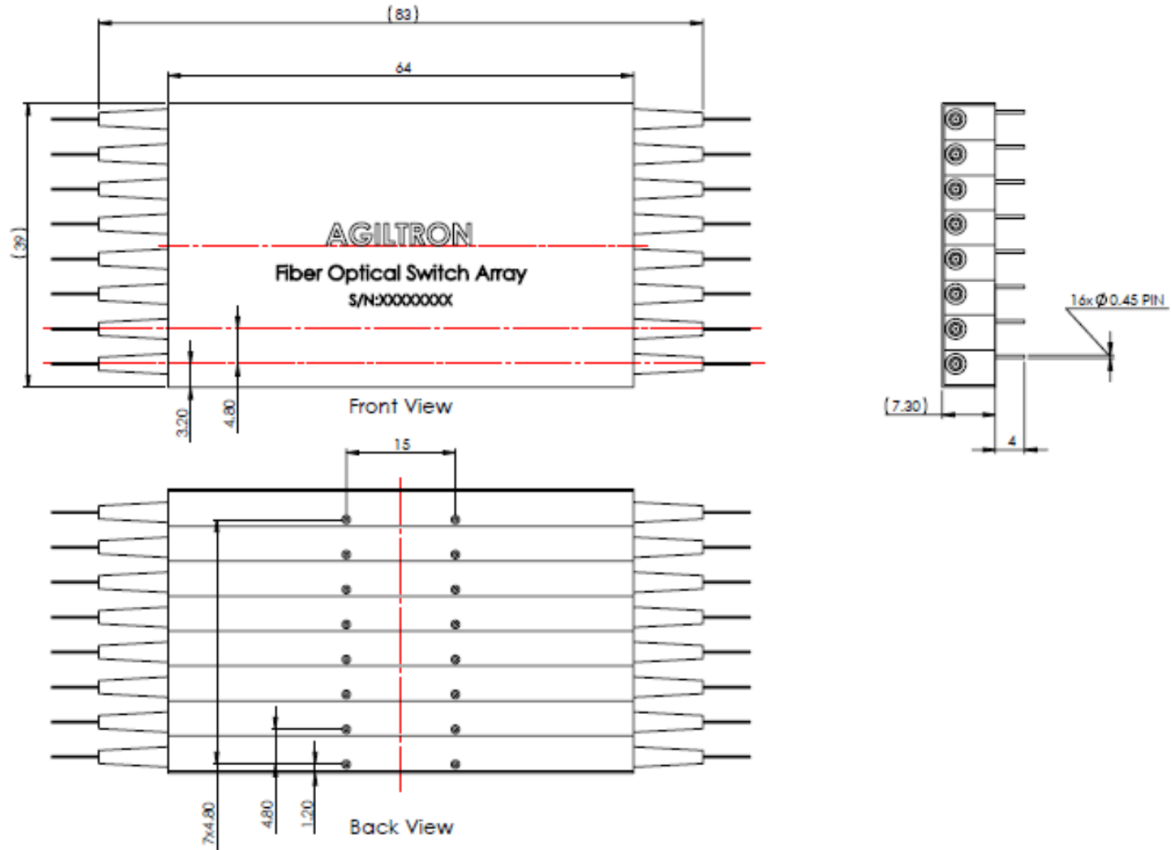 (83)
64
(39)
AGILTRON
Fiber Optical Switch Array
S/N:XXXXXXXX
3.20
4.80
Front View
16x Ø 0.45 PIN
(7.30)
4
15
7x4.80
4.80
1.20
Back View